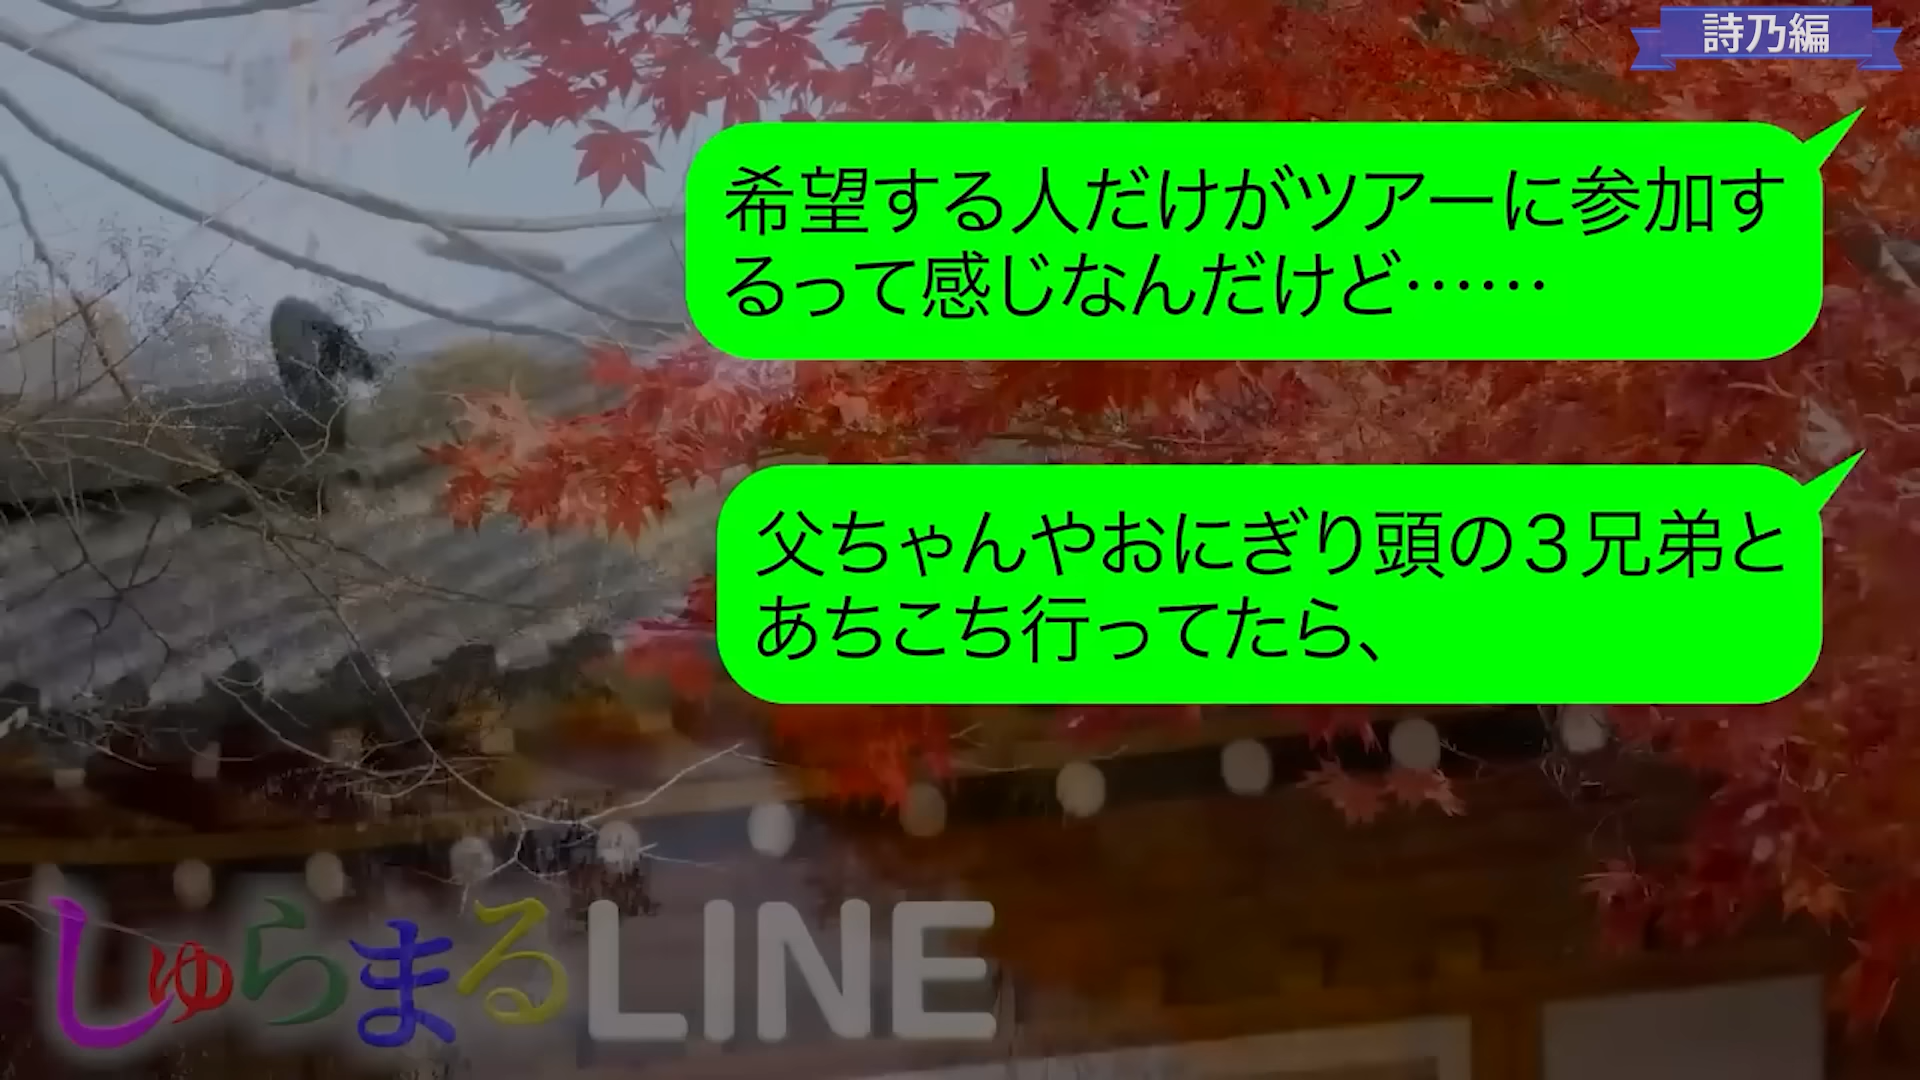 詩乃編
希望する人だけがツアーに参加す
るって感じなんだけど……
父ちゃんやおにぎり頭の３兄弟と
あちこち行ってたら、
しゅらまるLINE